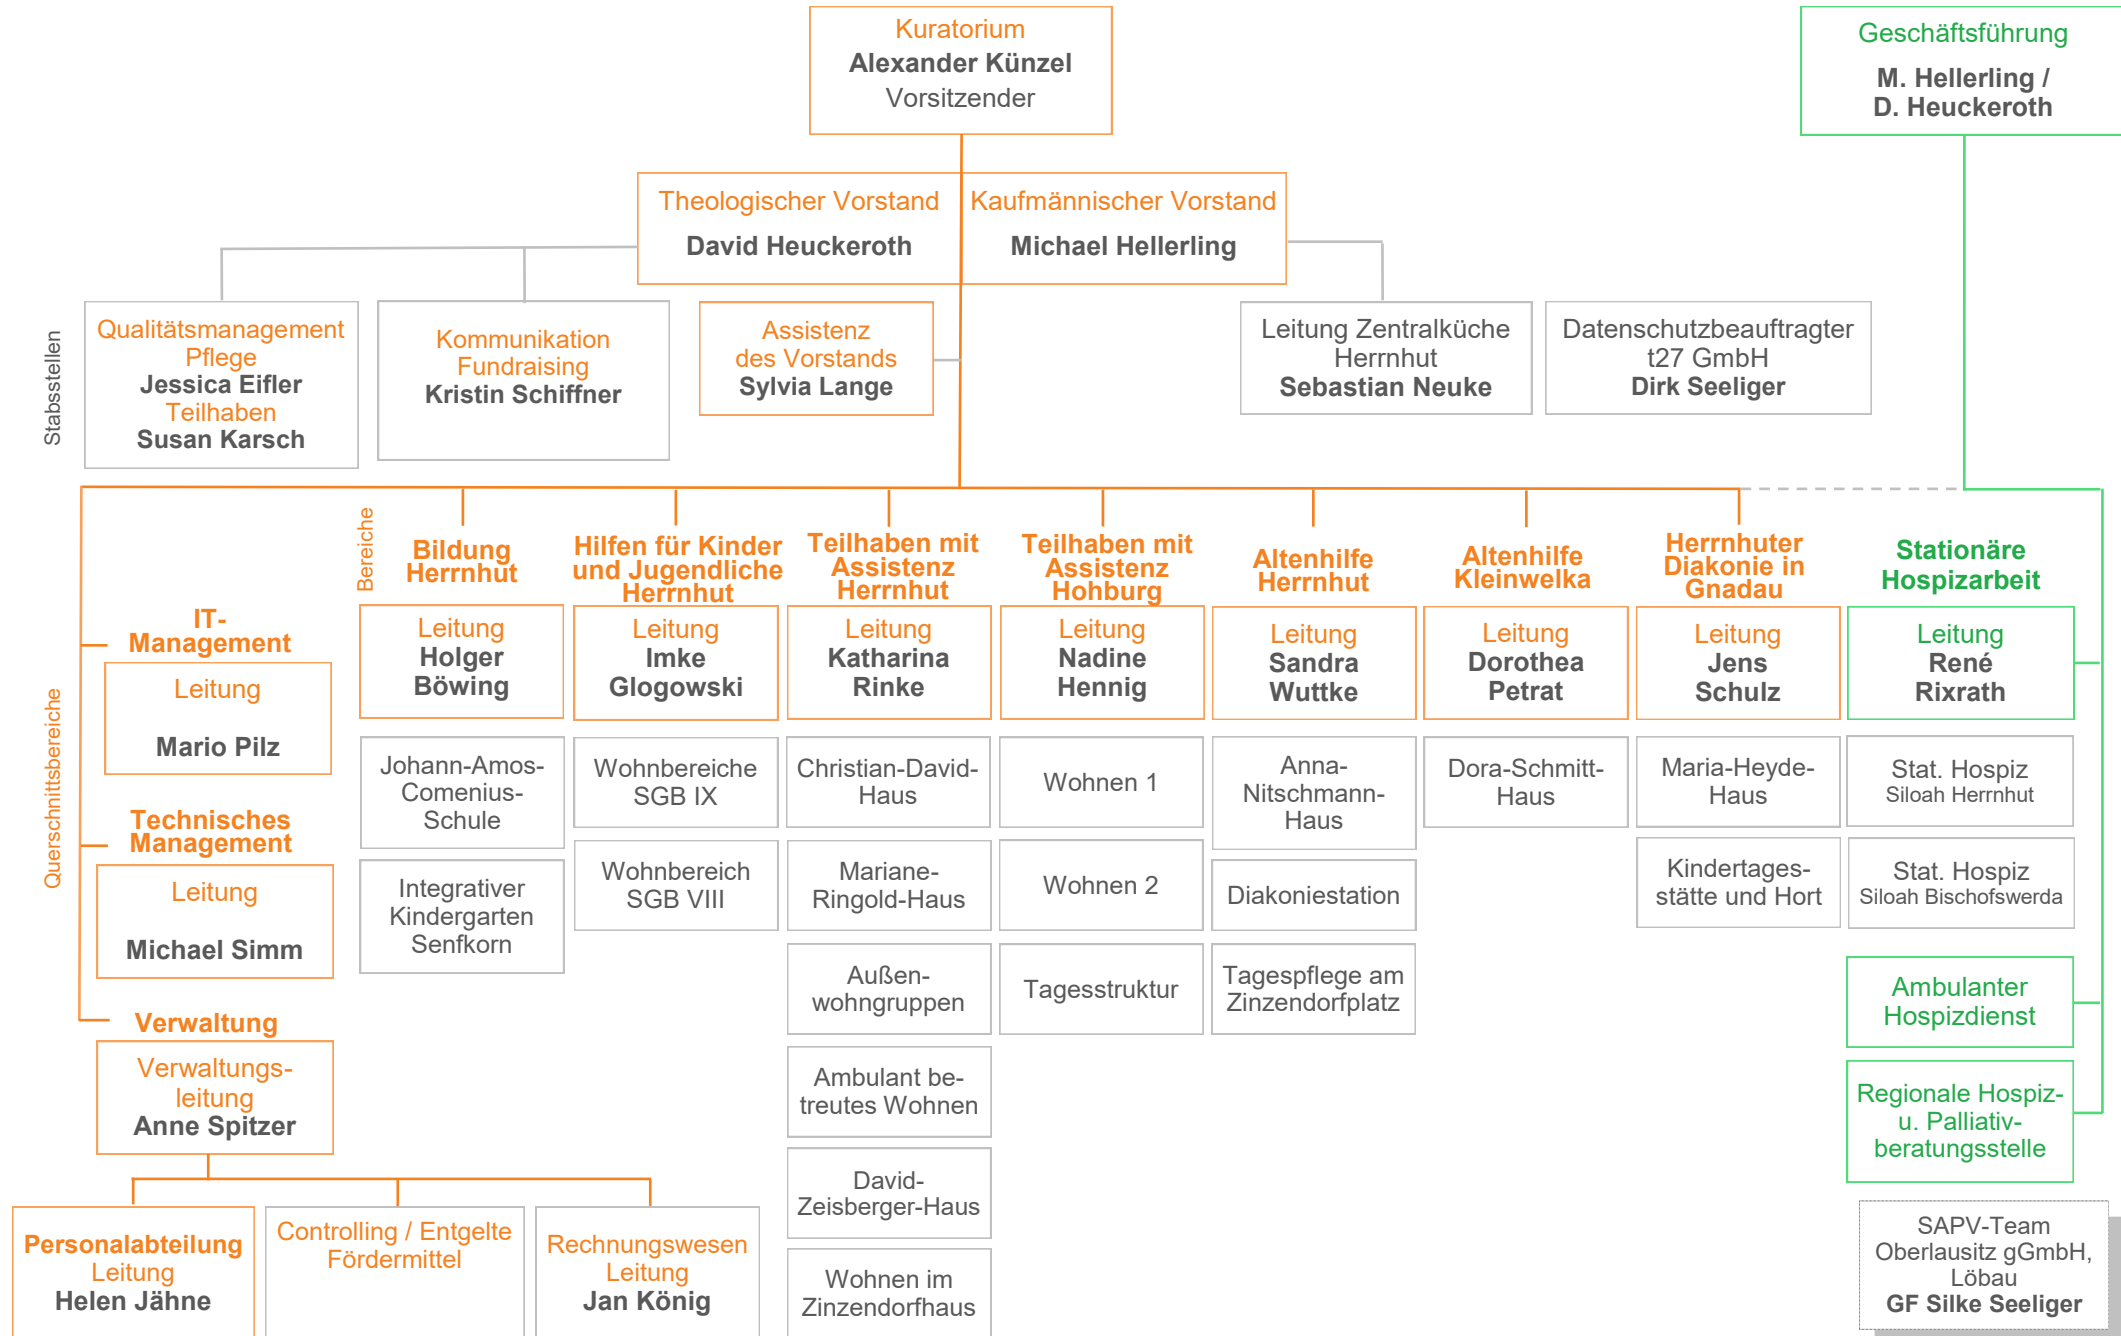 Kuratorium
Alexander Künzel
Vorsitzender
Geschäftsführung
M. Hellerling /
D. Heuckeroth
Theologischer Vorstand
David Heuckeroth
Kaufmännischer Vorstand
Michael Hellerling
Stabsstellen
Qualitätsmanagement
Pflege
Jessica Eifler
Teilhaben
Susan Karsch
Kommunikation
Fundraising
Kristin Schiffner
Assistenz
des Vorstands
Sylvia Lange
Leitung Zentralküche
Herrnhut
Sebastian Neuke
Datenschutzbeauftragter
t27 GmbH
Dirk Seeliger
Querschnittsbereiche
IT-
Management
Leitung
Mario Pilz
Technisches
Management
Leitung
Michael Simm
Verwaltung
Verwaltungs-
leitung
Anne Spitzer
Personalabteilung
Leitung
Helen Jähne
Controlling / Entgelte
Fördermittel
Rechnungswesen
Leitung
Jan König
Bereiche
Bildung
Herrnhut
Leitung
Holger
Böwing
Johann-Amos-
Comenius-
Schule
Integrativer
Kindergarten
Senfkorn
Hilfen für Kinder
und Jugendliche
Herrnhut
Leitung
Imke
Glogowski
Wohnbereiche
SGB IX
Wohnbereich
SGB VIII
Teilhaben mit
Assistenz
Herrnhut
Leitung
Katharina
Rinke
Christian-David-
Haus
Mariane-
Ringold-Haus
Außen-
wohngruppen
Ambulant be-
treutes Wohnen
David-
Zeisberger-Haus
Wohnen im
Zinzendorfhaus
Teilhaben mit
Assistenz
Hohburg
Leitung
Nadine
Hennig
Wohnen 1
Wohnen 2
Tagesstruktur
Altenhilfe
Herrnhut
Leitung
Sandra
Wuttke
Anna-
Nitschmann-
Haus
Diakoniestation
Tagespflege am
Zinzendorfplatz
Altenhilfe
Kleinwelka
Leitung
Dorothea
Petrat
Dora-Schmitt-
Haus
Herrnhuter
Diakonie in
Gnadau
Leitung
Jens
Schulz
Maria-Heyde-
Haus
Kindertages-
stätte und Hort
Stationäre
Hospizarbeit
Leitung
René
Rixrath
Stat. Hospiz
Siloah Herrnhut
Stat. Hospiz
Siloah Bischofswerda
Ambulanter
Hospizdienst
Regionale Hospiz-
u. Palliativ-
beratungsstelle
SAPV-Team
Oberlausitz gGmbH,
Löbau
GF Silke Seeliger